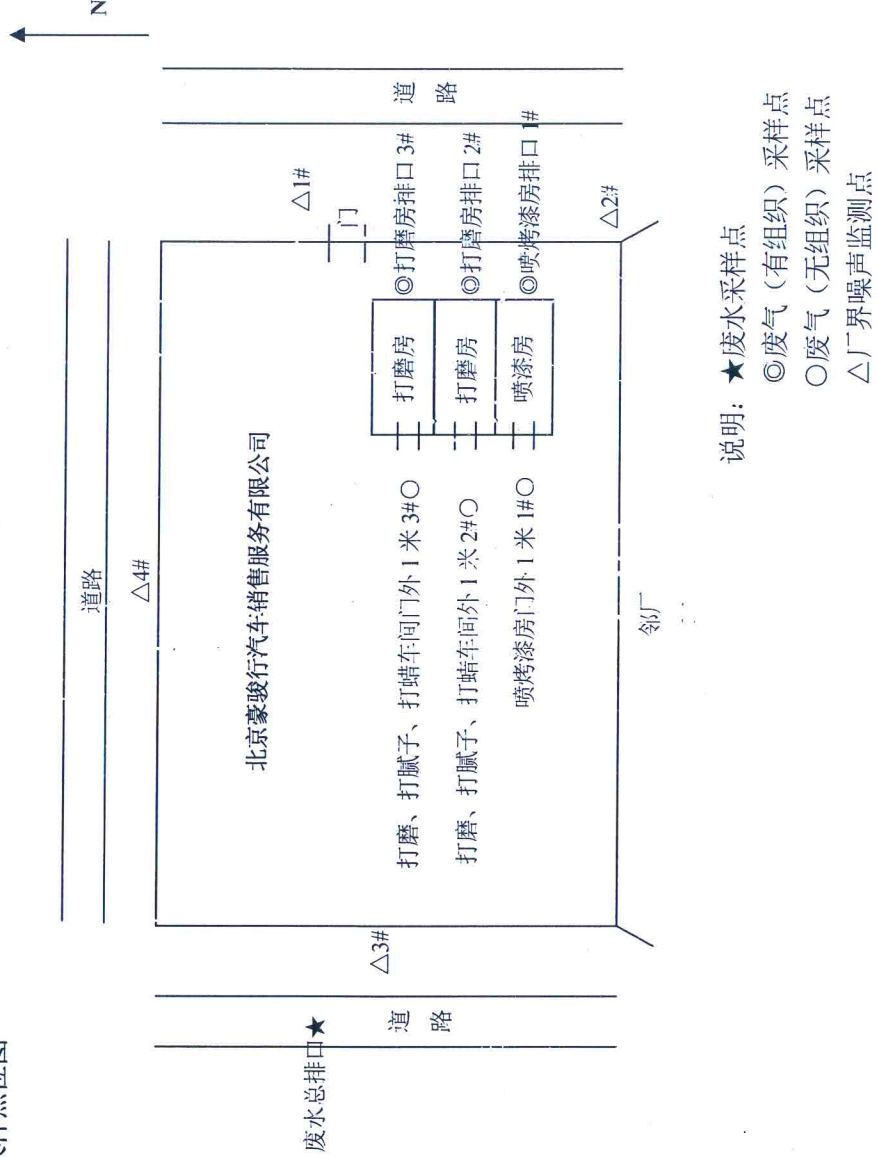 N
道路
△4#
北京豪骏行汽车销售服务有限公司
△1#
废水总排口★
门
△3#
道
路
打磨、打腻子、打蜡车间门外 1 米 3#○
打磨房
◎打磨房排口 3#
道
路
打磨、打腻子、打蜡车间外 1 米 2#○
打磨房
◎打磨房排口 2#
喷烤漆房门外 1 米 1#○
喷漆房
◎喷烤漆房排口 1#
△2#
邻厂
说明：★废水采样点
◎废气（有组织）采样点
○废气（无组织）采样点
△厂界噪声监测点